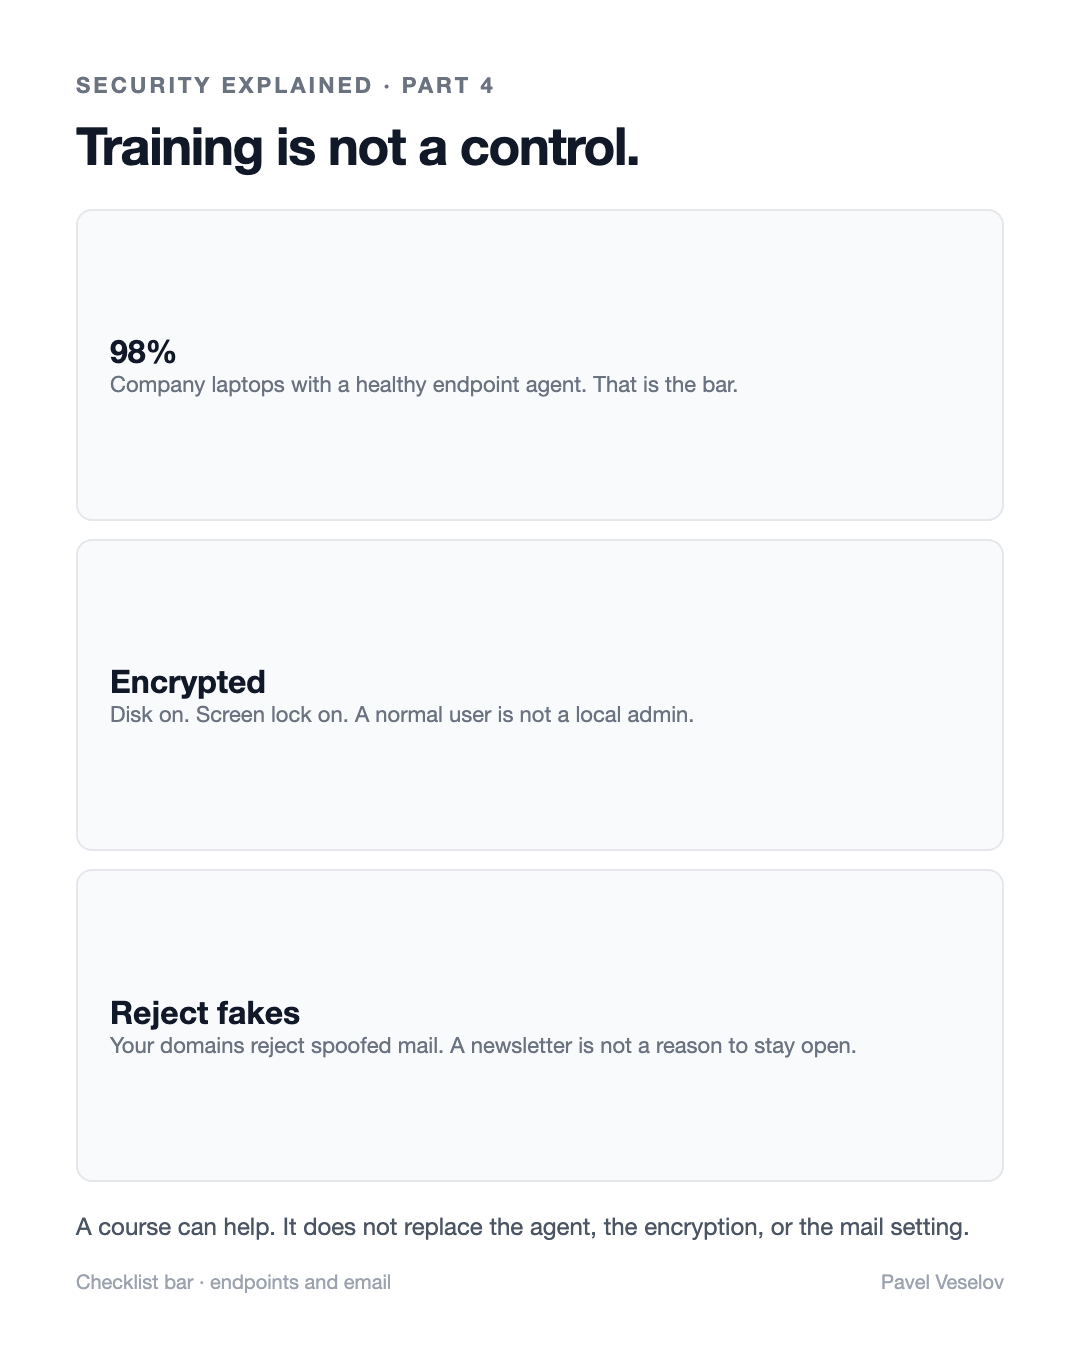 SECURITY EXPLAINED · PART 4
Training is not a control.
98%
Company laptops with a healthy endpoint agent. That is the bar.
Encrypted
Disk on. Screen lock on. A normal user is not a local admin.
Reject fakes
Your domains reject spoofed mail. A newsletter is not a reason to stay open.
A course can help. It does not replace the agent, the encryption, or the mail setting.
Checklist bar · endpoints and email
Pavel Veselov